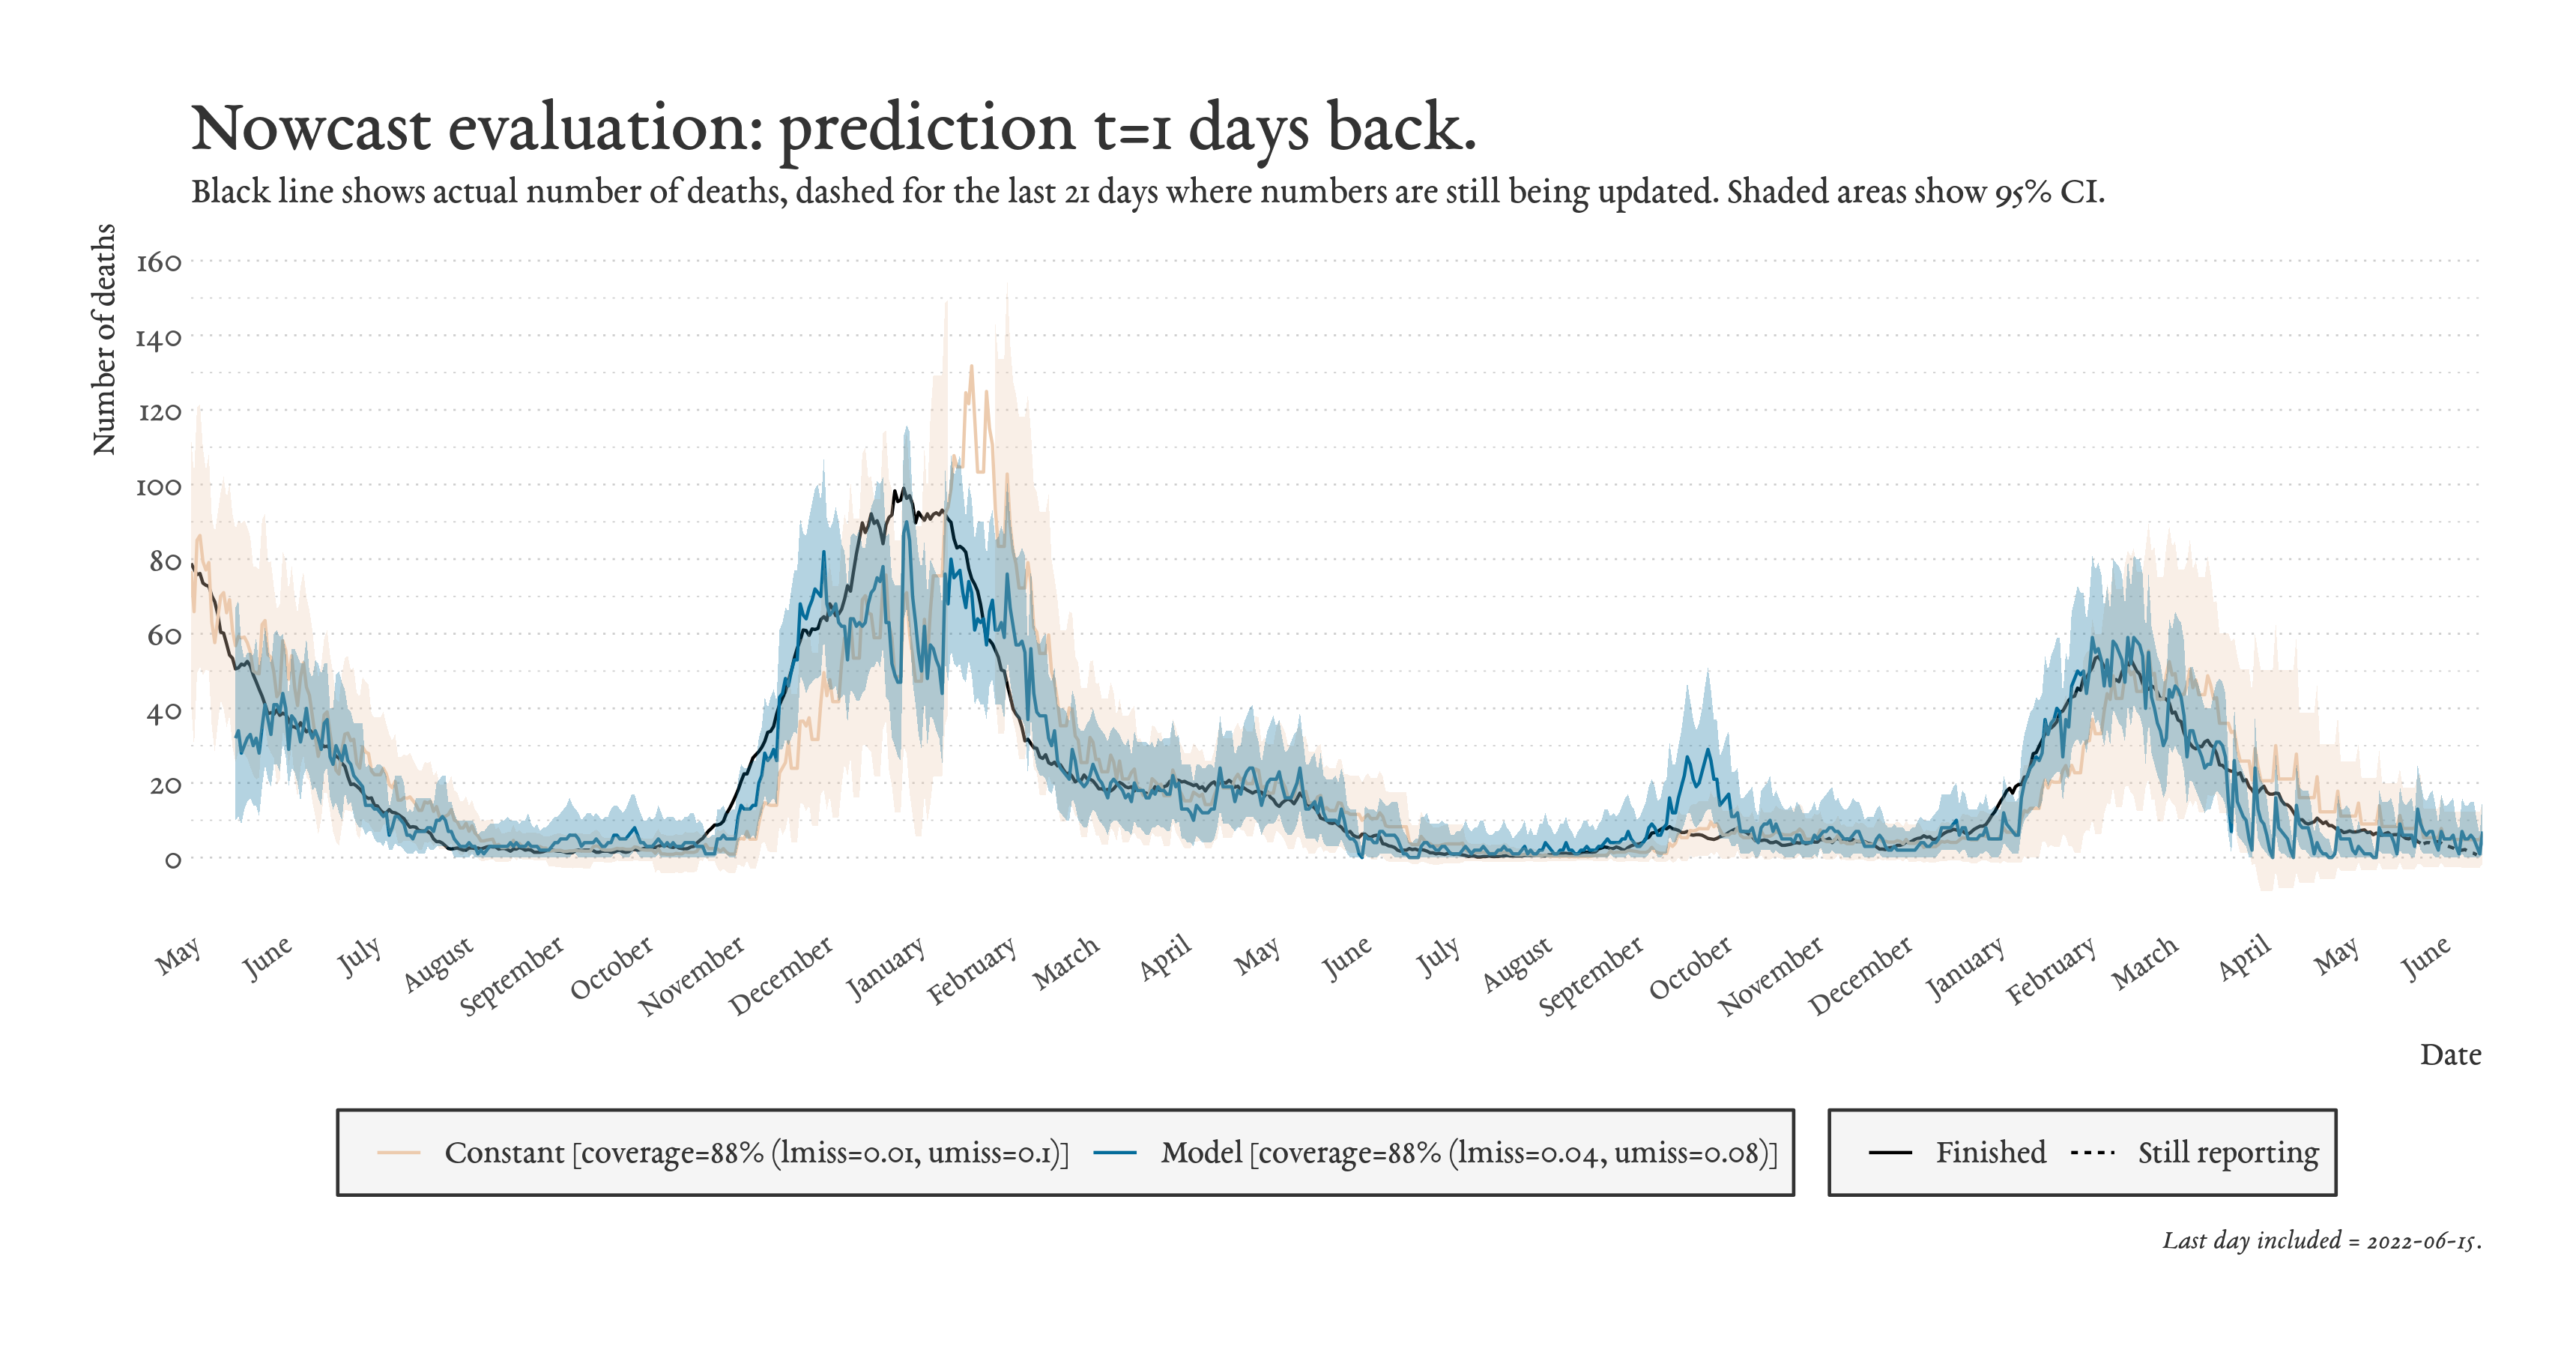 Nowcast evaluation: prediction t=1 days back.
Black line shows actual number of deaths, dashed for the last 21 days where numbers are still being updated. Shaded areas show 95% CI.
Number of deaths
160
140
120
100
80
60
40
20
0
May
June
July
August
September
October
November
December
January
February
March
April
May
June
July
August
September
October
November
December
January
February
March
April
May
June
Date
Constant [coverage=88% (lmiss=0.01, umiss=0.1)]
Model [coverage=88% (lmiss=0.04, umiss=0.08)]
Finished
Still reporting
Last day included = 2022-06-15.